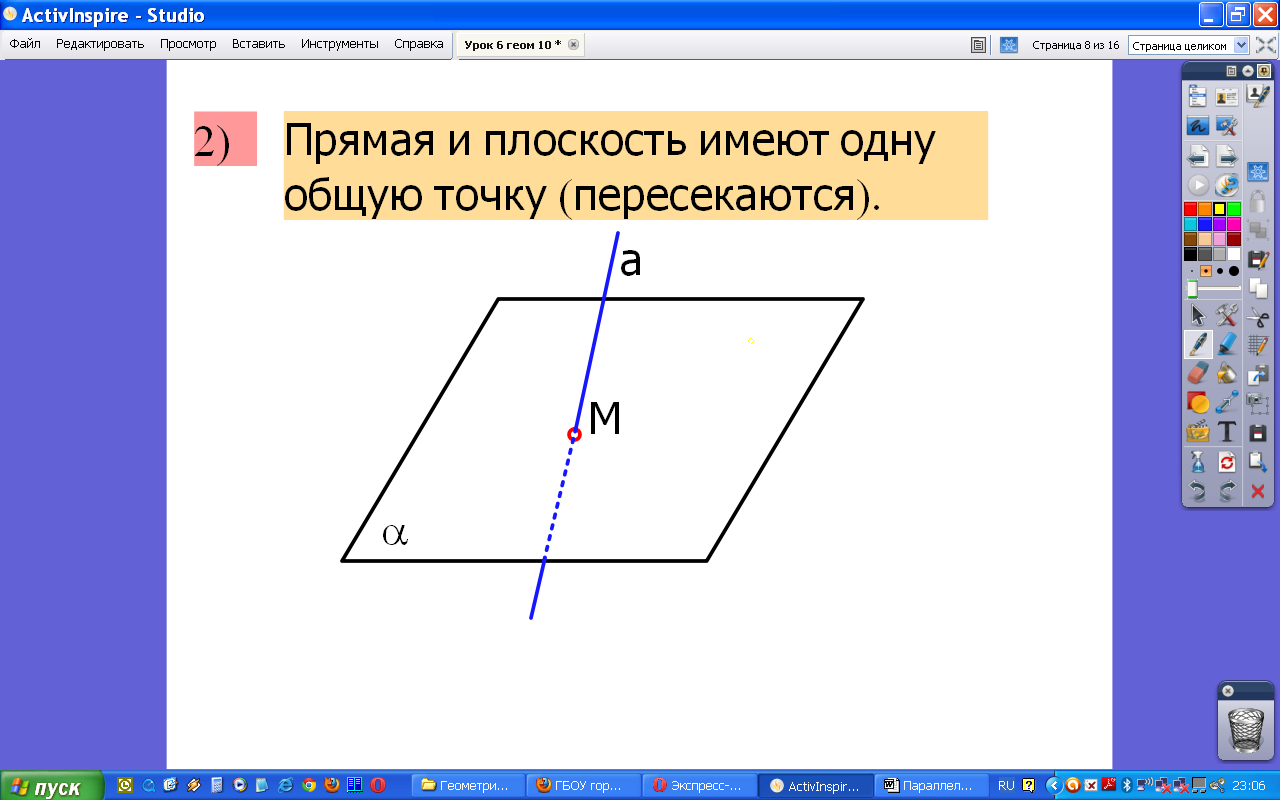 ActivInspire - Studio
Файл Редактировать Просмотр Вставить Инструменты Справка Урок 6 геом 10 * Страница 8 из 16 Страница целиком
2) Прямая и плоскость имеют одну
общую точку (пересекаются).
a
M
α
пуск Геометри... ГБОУ гор... Экспресс-... ActivInspir... Параллел... RU 23:06